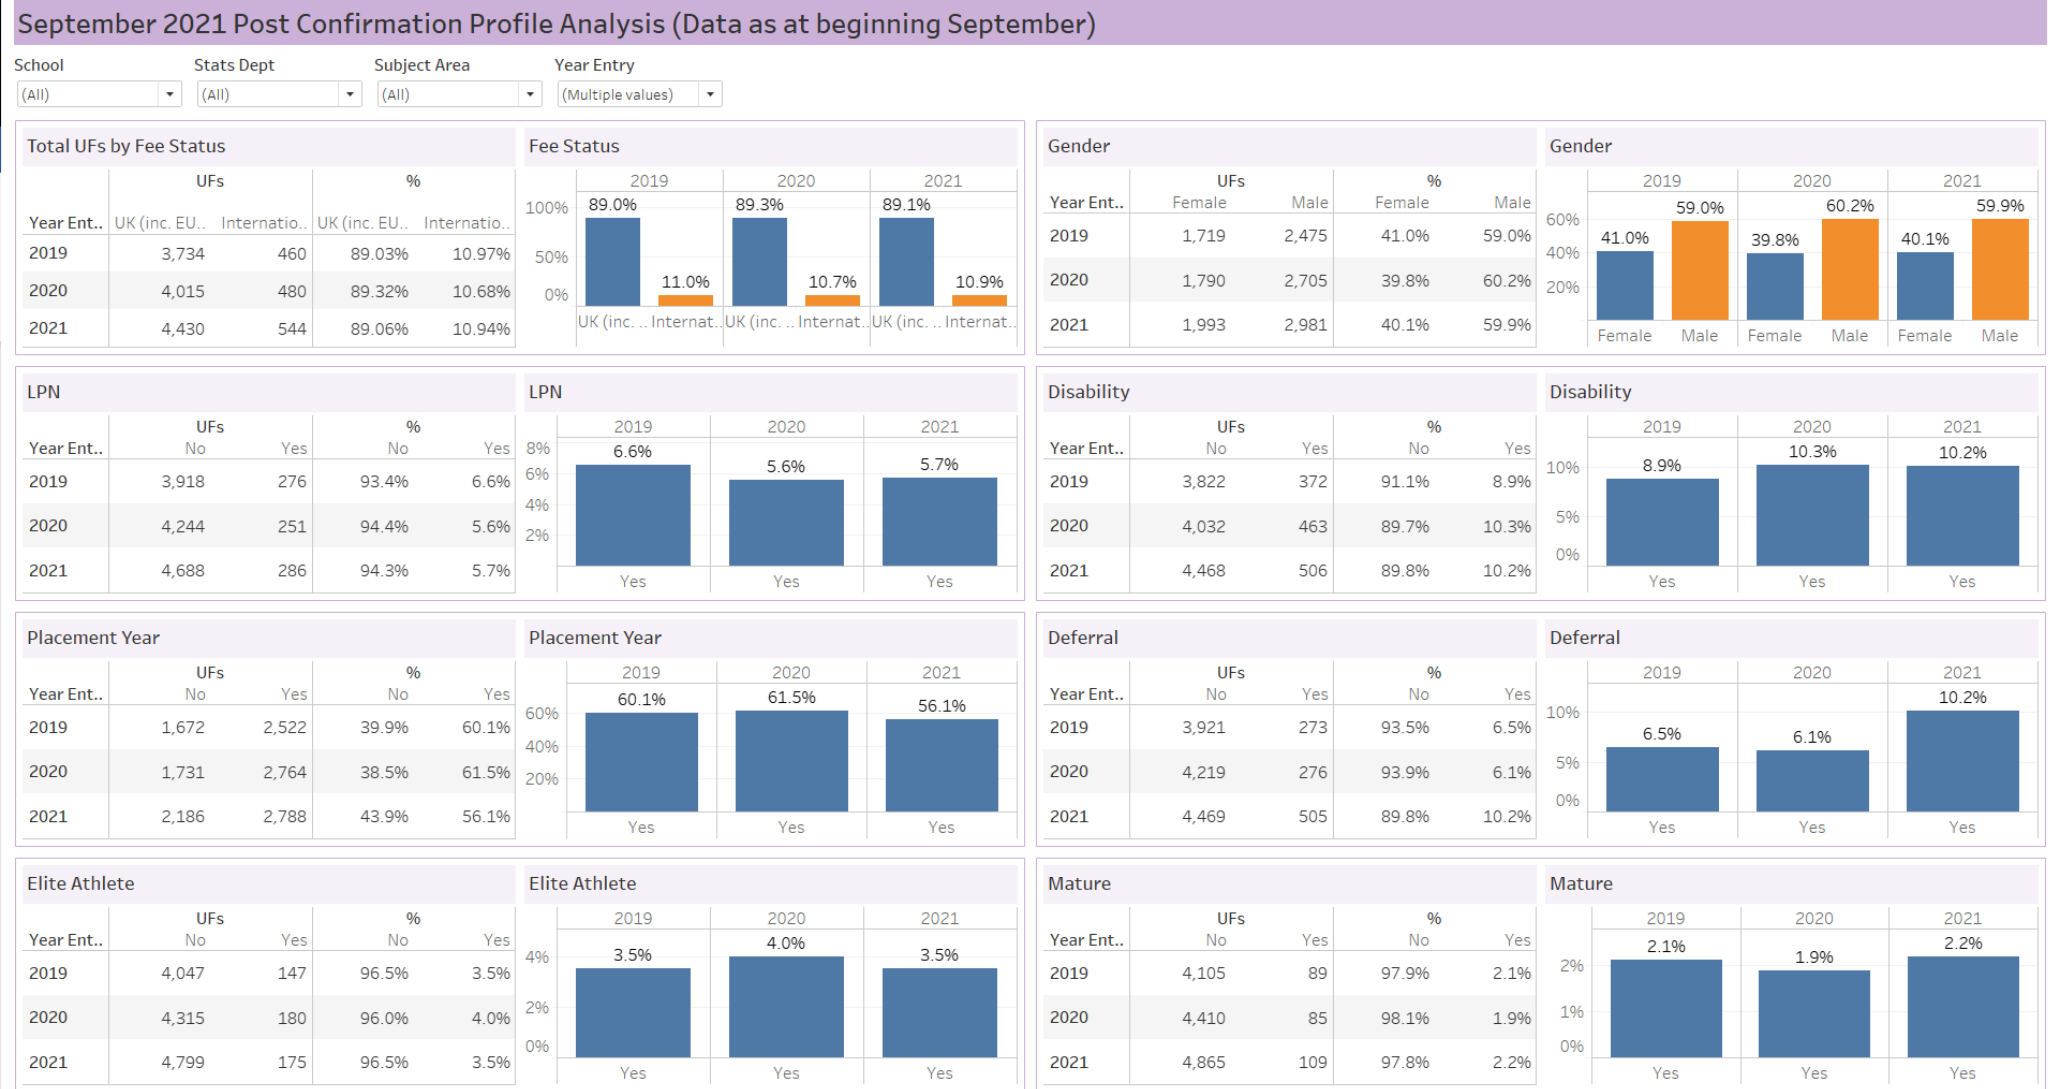 September 2021 Post Confirmation Profile Analysis (Data as at beginning September)
School Stats Dept Subject Area Year Entry
(All) (All) (All) (Multiple values)
Total UFs by Fee Status
UFs %
Year Ent.. UK (inc. EU.. Internatio.. UK (inc. EU.. Internatio..
2019 3,734 460 89.03% 10.97%
2020 4,015 480 89.32% 10.68%
2021 4,430 544 89.06% 10.94%
Fee Status
2019 2020 2021
100% 89.0% 89.3% 89.1%
50%
0% 11.0% 10.7% 10.9%
UK (inc. .. Internat.. UK (inc. .. Internat.. UK (inc. .. Internat..
Gender
UFs %
Year Ent.. Female Male Female Male
2019 1,719 2,475 41.0% 59.0%
2020 1,790 2,705 39.8% 60.2%
2021 1,993 2,981 40.1% 59.9%
Gender
2019 2020 2021
59.0% 60.2% 59.9%
60%
41.0% 39.8% 40.1%
40%
20%
Female Male Female Male Female Male
LPN
UFs %
Year Ent.. No Yes No Yes
2019 3,918 276 93.4% 6.6%
2020 4,244 251 94.4% 5.6%
2021 4,688 286 94.3% 5.7%
LPN
2019 2020 2021
8% 6.6% 5.6% 5.7%
6%
4%
2%
Yes Yes Yes
Disability
UFs %
Year Ent.. No Yes No Yes
2019 3,822 372 91.1% 8.9%
2020 4,032 463 89.7% 10.3%
2021 4,468 506 89.8% 10.2%
Disability
2019 2020 2021
8.9% 10.3% 10.2%
10%
5%
0%
Yes Yes Yes
Placement Year
UFs %
Year Ent.. No Yes No Yes
2019 1,672 2,522 39.9% 60.1%
2020 1,731 2,764 38.5% 61.5%
2021 2,186 2,788 43.9% 56.1%
Placement Year
2019 2020 2021
60.1% 61.5% 56.1%
60%
40%
20%
Yes Yes Yes
Deferral
UFs %
Year Ent.. No Yes No Yes
2019 3,921 273 93.5% 6.5%
2020 4,219 276 93.9% 6.1%
2021 4,469 505 89.8% 10.2%
Deferral
2019 2020 2021
10.2%
10%
6.5% 6.1%
5%
0%
Yes Yes Yes
Elite Athlete
UFs %
Year Ent.. No Yes No Yes
2019 4,047 147 96.5% 3.5%
2020 4,315 180 96.0% 4.0%
2021 4,799 175 96.5% 3.5%
Elite Athlete
2019 2020 2021
3.5% 4.0% 3.5%
4%
2%
0%
Yes Yes Yes
Mature
UFs %
Year Ent.. No Yes No Yes
2019 4,105 89 97.9% 2.1%
2020 4,410 85 98.1% 1.9%
2021 4,865 109 97.8% 2.2%
Mature
2019 2020 2021
2.1% 1.9% 2.2%
2%
1%
0%
Yes Yes Yes